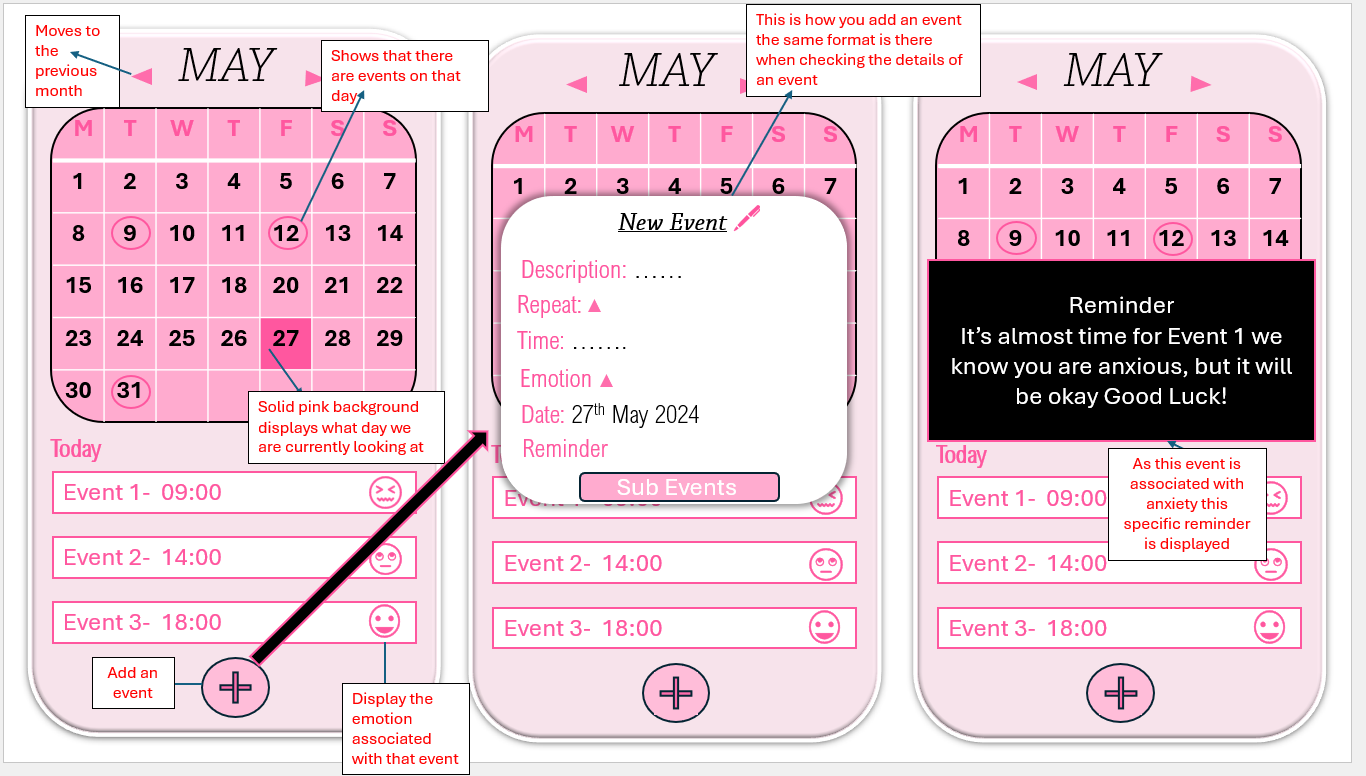 Moves to
the
previous
month
MAY
Shows that there
are events on that
day
M T W T F S S
1 2 3 4 5 6 7
8 9 10 11 12 13 14
15 16 17 18 19 20 21 22
23 24 25 26 27 28 29
30 31
Solid pink background
displays what day we
are currently looking at
Today
Event 1- 09:00
Event 2- 14:00
Event 3- 18:00
Add an
event
Display the
emotion
associated
with that event
MAY
This is how you add an event
the same format is there
when checking the details of
an event
M T W T F S S
1 2 3 4 5 6 7
New Event
Description: ......
Repeat:
Time: .......
Emotion
Date: 27th May 2024
Reminder
Sub Events
Event 2- 14:00
Event 3- 18:00
MAY
M T W T F S S
1 2 3 4 5 6 7
8 9 10 11 12 13 14
Reminder
It’s almost time for Event 1 we
know you are anxious, but it will
be okay Good Luck!
Today
Event 1- 09:00
As this event is
associated with
anxiety this
specific reminder
is displayed
Event 2- 14:00
Event 3- 18:00